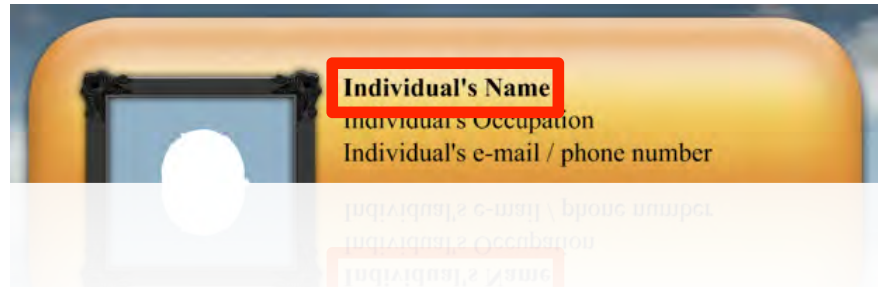 Individual's Name
Individual's Occupation
Individual's e-mail / phone number